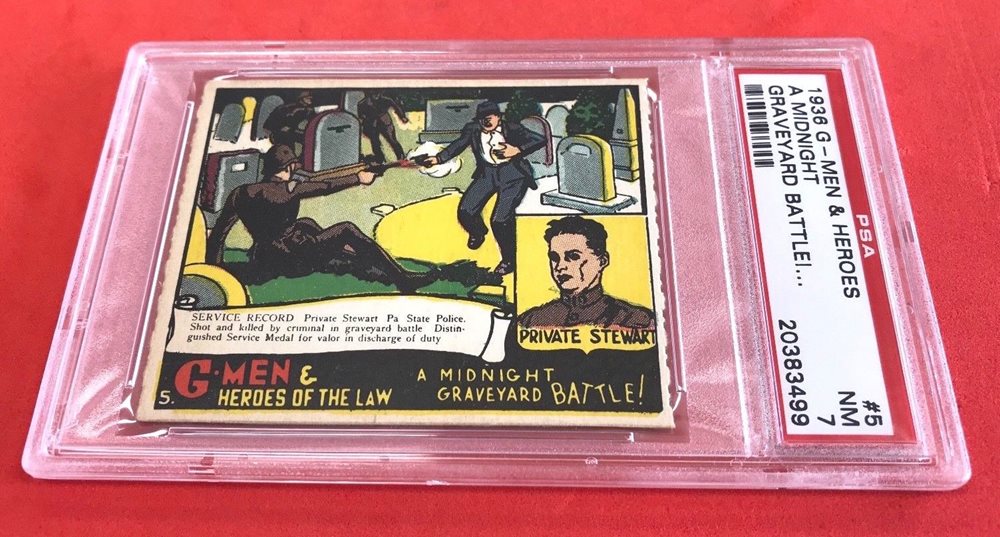 SERVICE RECORD Private Stewart Pa State Police.
Shot and killed by criminal in graveyard battle Distin-
guished Service Medal for valor in discharge of duty
PRIVATE STEWART
5. G·MEN &
HEROES OF THE LAW
A MIDNIGHT
GRAVEYARD BATTLE!
PSA
1936 G - MEN & HEROES
A MIDNIGHT
GRAVEYARD BATTLE!...
#5
NM
7
20383499